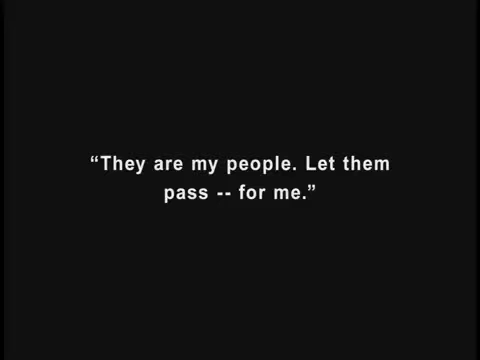 “They are my people. Let them
pass -- for me.”